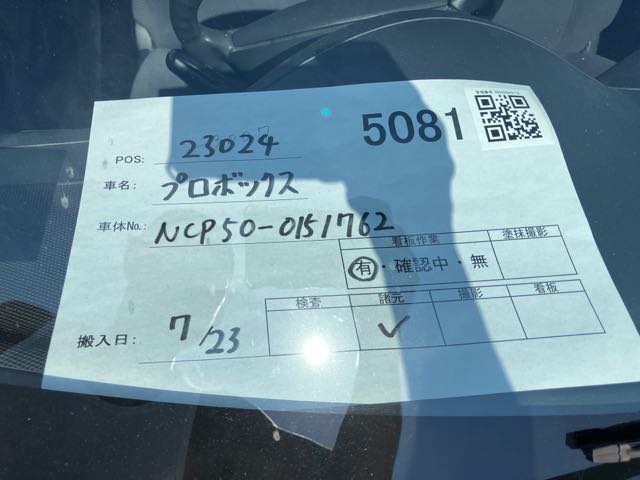 5081
POS: 23024
車名: プロボックス
車体No.: NCP50-0151762
看板作業 塗抹撮影
有・確認中・無
検査 諸元 撮影 看板
✓
搬入日: 7/23